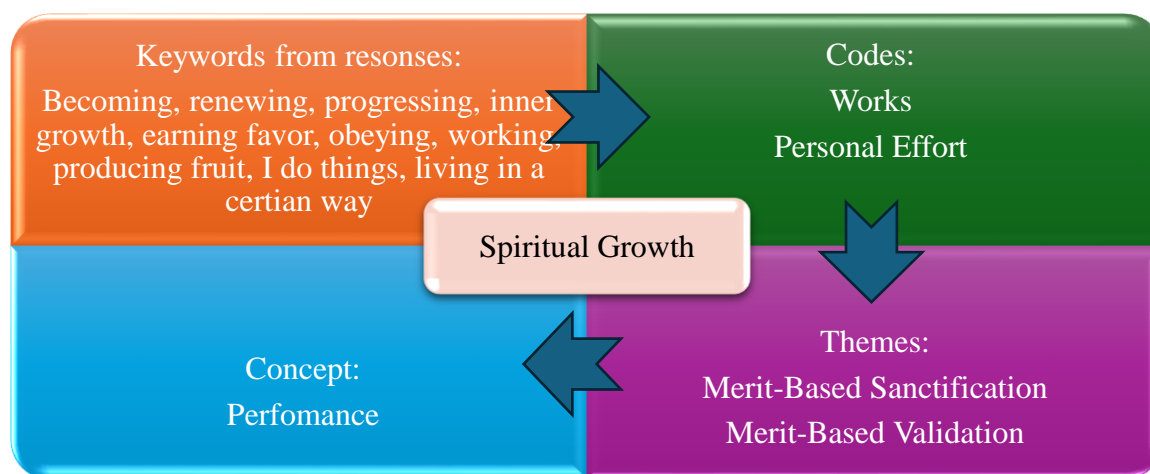 Keywords from resonses:
Becoming, renewing, progressing, inner
growth, earning favor, obeying, working,
producing fruit, I do things, living in a
certian way
Codes:
Works
Personal Effort
Spiritual Growth
Themes:
Merit-Based Sanctification
Merit-Based Validation
Concept:
Perfomance